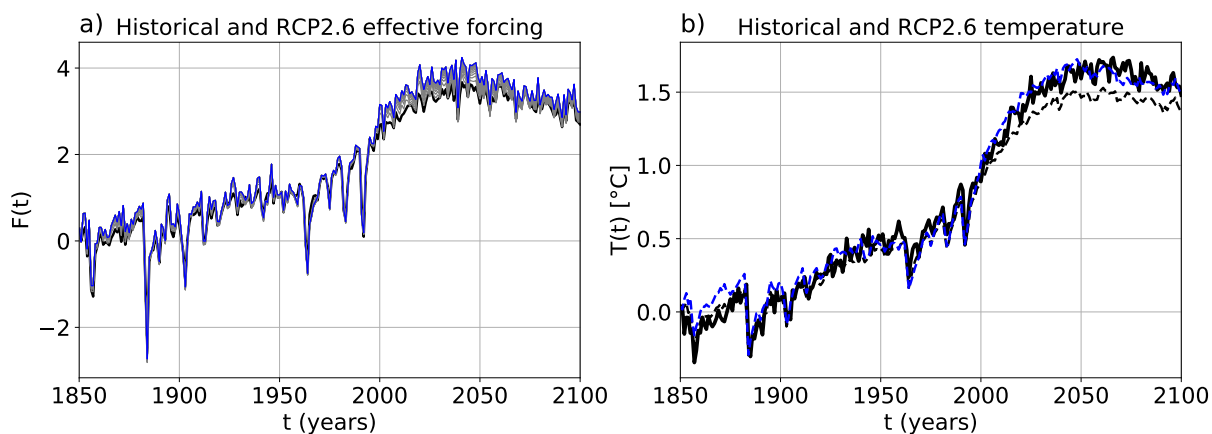 a) Historical and RCP2.6 effective forcing
F(t)
4
2
0
−2
1850 1900 1950 2000 2050 2100
t (years)
b) Historical and RCP2.6 temperature
T(t) [°C]
1.5
1.0
0.5
0.0
1850 1900 1950 2000 2050 2100
t (years)